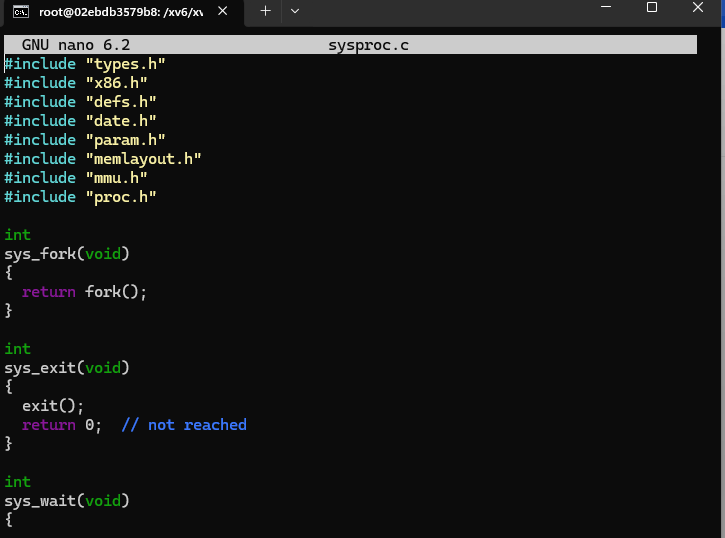 root@02ebdb3579b8: /xv6/xv
GNU nano 6.2 sysproc.c
#include "types.h"
#include "x86.h"
#include "defs.h"
#include "date.h"
#include "param.h"
#include "memlayout.h"
#include "mmu.h"
#include "proc.h"
int
sys_fork(void)
{
  return fork();
}
int
sys_exit(void)
{
  exit();
  return 0;  // not reached
}
int
sys_wait(void)
{